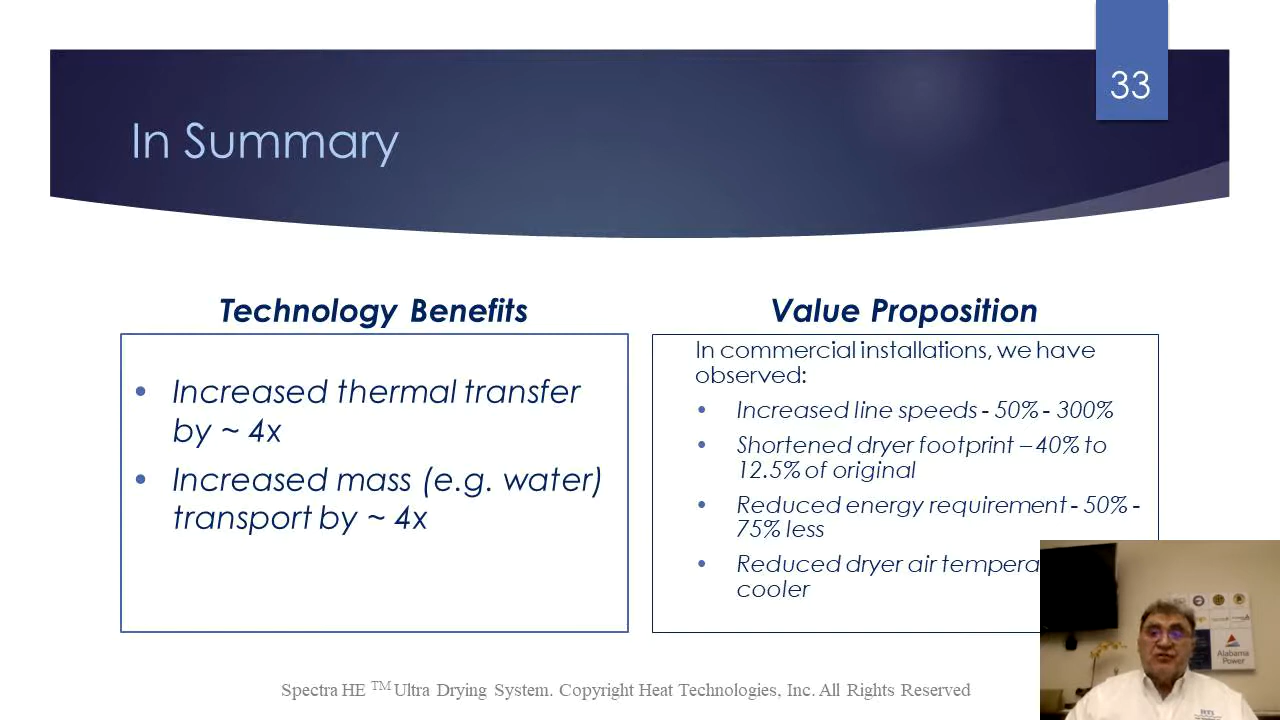 33
In Summary
Technology Benefits
• Increased thermal transfer
by ~ 4x
• Increased mass (e.g. water)
transport by ~ 4x
Value Proposition
In commercial installations, we have
observed:
• Increased line speeds - 50% - 300%
• Shortened dryer footprint – 40% to
12.5% of original
• Reduced energy requirement - 50% -
75% less
• Reduced dryer air
cooler
Alabama
Power
Spectra HE TM Ultra Drying System. Copyright Heat Technologies, Inc. All Rights Reserved